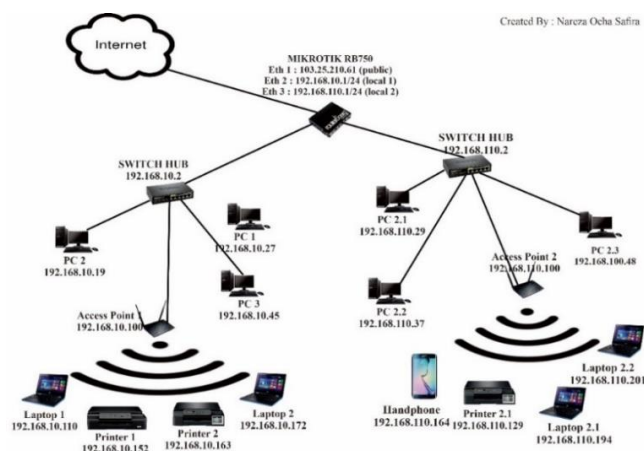 Created By : Nareza Ocha Safira
Internet
MIKROTIK RB750
Eth 1 : 103.25.210.61 (public)
Eth 2 : 192.168.10.1/24 (local 1)
Eth 3 : 192.168.110.1/24 (local 2)
SWITCH HUB
192.168.10.2
SWITCH HUB
192.168.110.2
PC 2
192.168.10.19
PC 1
192.168.10.27
PC 3
192.168.10.45
Access Point 1
192.168.10.100
PC 2.1
192.168.110.29
PC 2.2
192.168.110.37
PC 2.3
192.168.100.48
Access Point 2
192.168.110.100
Laptop 1
192.168.10.110
Printer 1
192.168.10.152
Printer 2
192.168.10.163
Laptop 2
192.168.10.172
Handphone
192.168.110.164
Printer 2.1
192.168.110.129
Laptop 2.1
192.168.110.194
Laptop 2.2
192.168.110.201